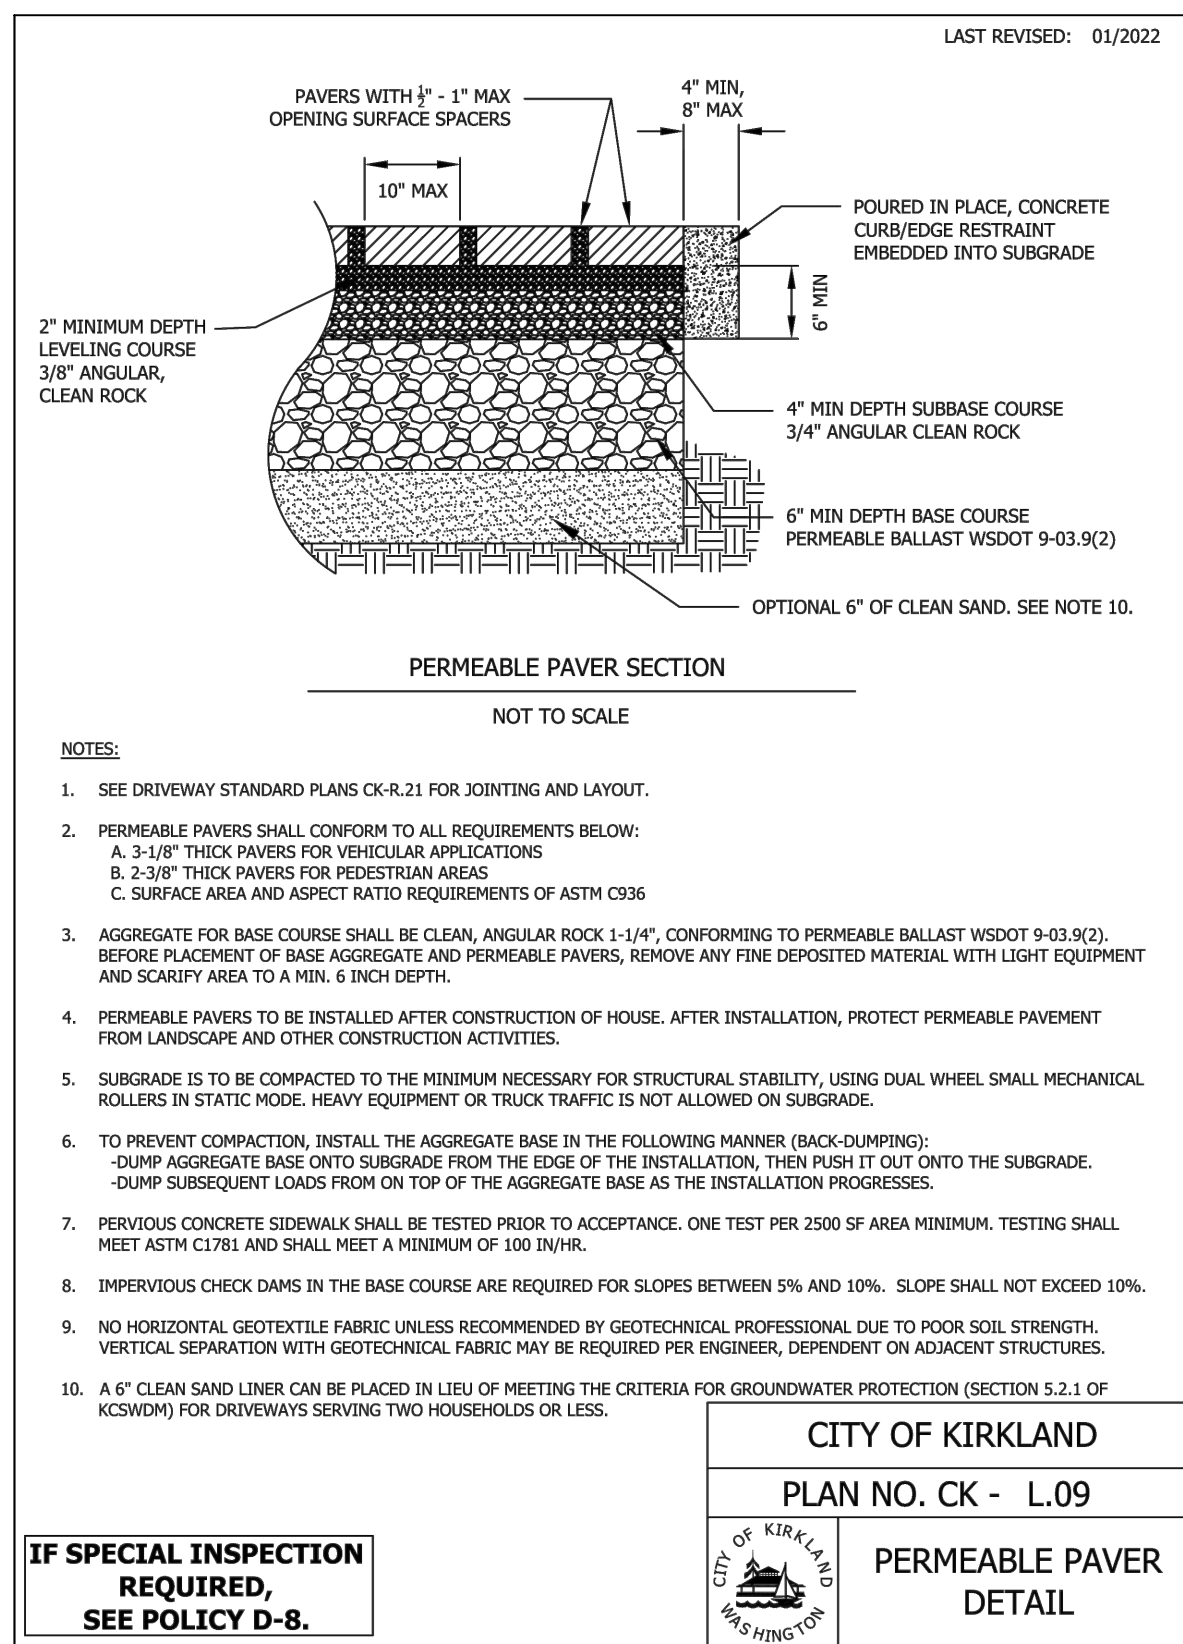 LAST REVISED: 01/2022
PAVERS WITH ½" - 1" MAX
OPENING SURFACE SPACERS
4" MIN,
8" MAX
10" MAX
POURED IN PLACE, CONCRETE
CURB/EDGE RESTRAINT
EMBEDDED INTO SUBGRADE
6" MIN
2" MINIMUM DEPTH
LEVELING COURSE
3/8" ANGULAR,
CLEAN ROCK
4" MIN DEPTH SUBBASE COURSE
3/4" ANGULAR CLEAN ROCK
6" MIN DEPTH BASE COURSE
PERMEABLE BALLAST WSDOT 9-03.9(2)
OPTIONAL 6" OF CLEAN SAND. SEE NOTE 10.
PERMEABLE PAVER SECTION
NOT TO SCALE
NOTES:
1. SEE DRIVEWAY STANDARD PLANS CK-R.21 FOR JOINTING AND LAYOUT.
2. PERMEABLE PAVERS SHALL CONFORM TO ALL REQUIREMENTS BELOW:
A. 3-1/8" THICK PAVERS FOR VEHICULAR APPLICATIONS
B. 2-3/8" THICK PAVERS FOR PEDESTRIAN AREAS
C. SURFACE AREA AND ASPECT RATIO REQUIREMENTS OF ASTM C936
3. AGGREGATE FOR BASE COURSE SHALL BE CLEAN, ANGULAR ROCK 1-1/4", CONFORMING TO PERMEABLE BALLAST WSDOT 9-03.9(2).
BEFORE PLACEMENT OF BASE AGGREGATE AND PERMEABLE PAVERS, REMOVE ANY FINE DEPOSITED MATERIAL WITH LIGHT EQUIPMENT
AND SCARIFY AREA TO A MIN. 6 INCH DEPTH.
4. PERMEABLE PAVERS TO BE INSTALLED AFTER CONSTRUCTION OF HOUSE. AFTER INSTALLATION, PROTECT PERMEABLE PAVEMENT
FROM LANDSCAPE AND OTHER CONSTRUCTION ACTIVITIES.
5. SUBGRADE IS TO BE COMPACTED TO THE MINIMUM NECESSARY FOR STRUCTURAL STABILITY, USING DUAL WHEEL SMALL MECHANICAL
ROLLERS IN STATIC MODE. HEAVY EQUIPMENT OR TRUCK TRAFFIC IS NOT ALLOWED ON SUBGRADE.
6. TO PREVENT COMPACTION, INSTALL THE AGGREGATE BASE IN THE FOLLOWING MANNER (BACK-DUMPING):
-DUMP AGGREGATE BASE ONTO SUBGRADE FROM THE EDGE OF THE INSTALLATION, THEN PUSH IT OUT ONTO THE SUBGRADE.
-DUMP SUBSEQUENT LOADS FROM ON TOP OF THE AGGREGATE BASE AS THE INSTALLATION PROGRESSES.
7. PERVIOUS CONCRETE SIDEWALK SHALL BE TESTED PRIOR TO ACCEPTANCE. ONE TEST PER 2500 SF AREA MINIMUM. TESTING SHALL
MEET ASTM C1781 AND SHALL MEET A MINIMUM OF 100 IN/HR.
8. IMPERVIOUS CHECK DAMS IN THE BASE COURSE ARE REQUIRED FOR SLOPES BETWEEN 5% AND 10%. SLOPE SHALL NOT EXCEED 10%.
9. NO HORIZONTAL GEOTEXTILE FABRIC UNLESS RECOMMENDED BY GEOTECHNICAL PROFESSIONAL DUE TO POOR SOIL STRENGTH.
VERTICAL SEPARATION WITH GEOTECHNICAL FABRIC MAY BE REQUIRED PER ENGINEER, DEPENDENT ON ADJACENT STRUCTURES.
10. A 6" CLEAN SAND LINER CAN BE PLACED IN LIEU OF MEETING THE CRITERIA FOR GROUNDWATER PROTECTION (SECTION 5.2.1 OF
KCSWDM) FOR DRIVEWAYS SERVING TWO HOUSEHOLDS OR LESS.
CITY OF KIRKLAND
PLAN NO. CK - L.09
CITY OF KIRKLAND
WASHINGTON
PERMEABLE PAVER
DETAIL
IF SPECIAL INSPECTION
REQUIRED,
SEE POLICY D-8.